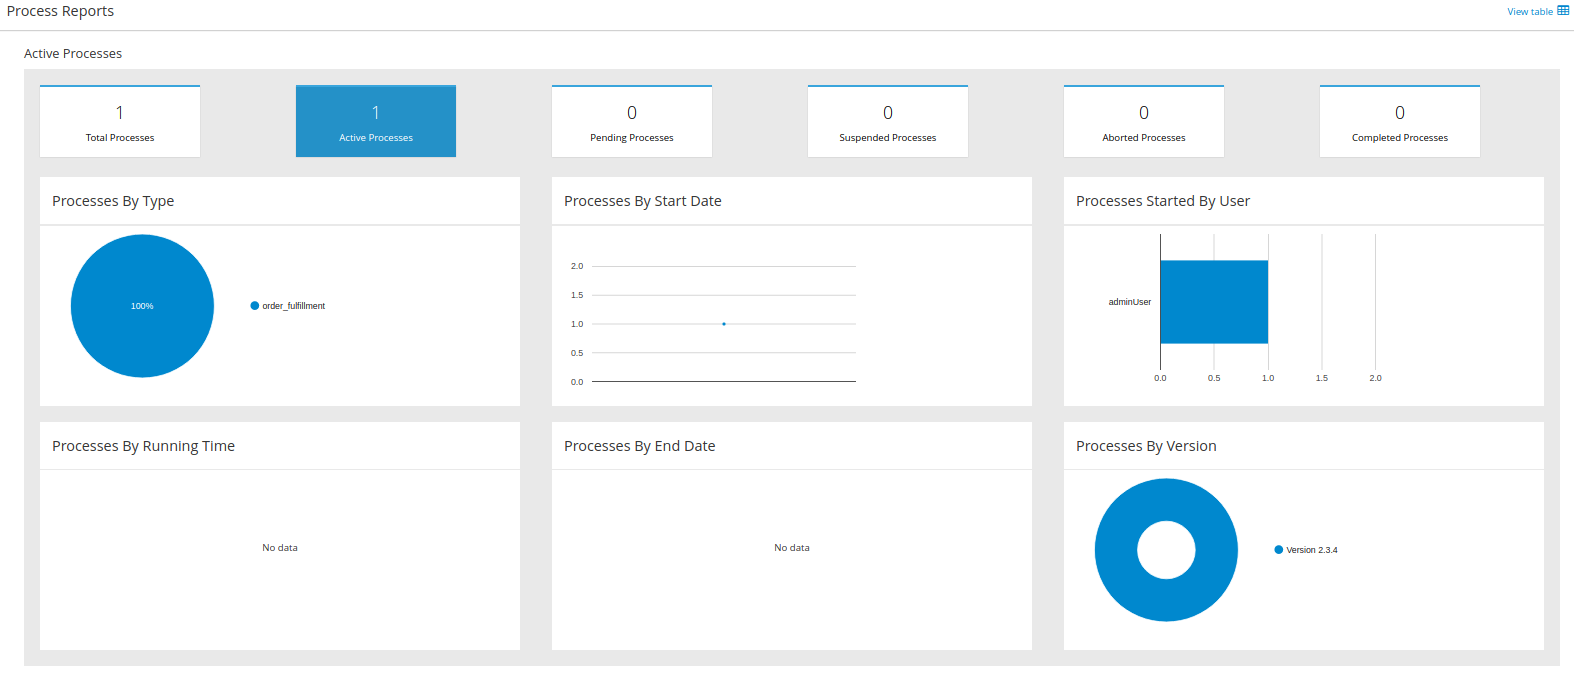 Process Reports
View table
Active Processes
1
Total Processes
1
Active Processes
0
Pending Processes
0
Suspended Processes
0
Aborted Processes
0
Completed Processes
Processes By Type
100%
order_fulfillment
Processes By Start Date
2.0
1.5
1.0
0.5
0.0
Processes Started By User
adminUser
0.0 0.5 1.0 1.5 2.0
Processes By Running Time
No data
Processes By End Date
No data
Processes By Version
Version 2.3.4